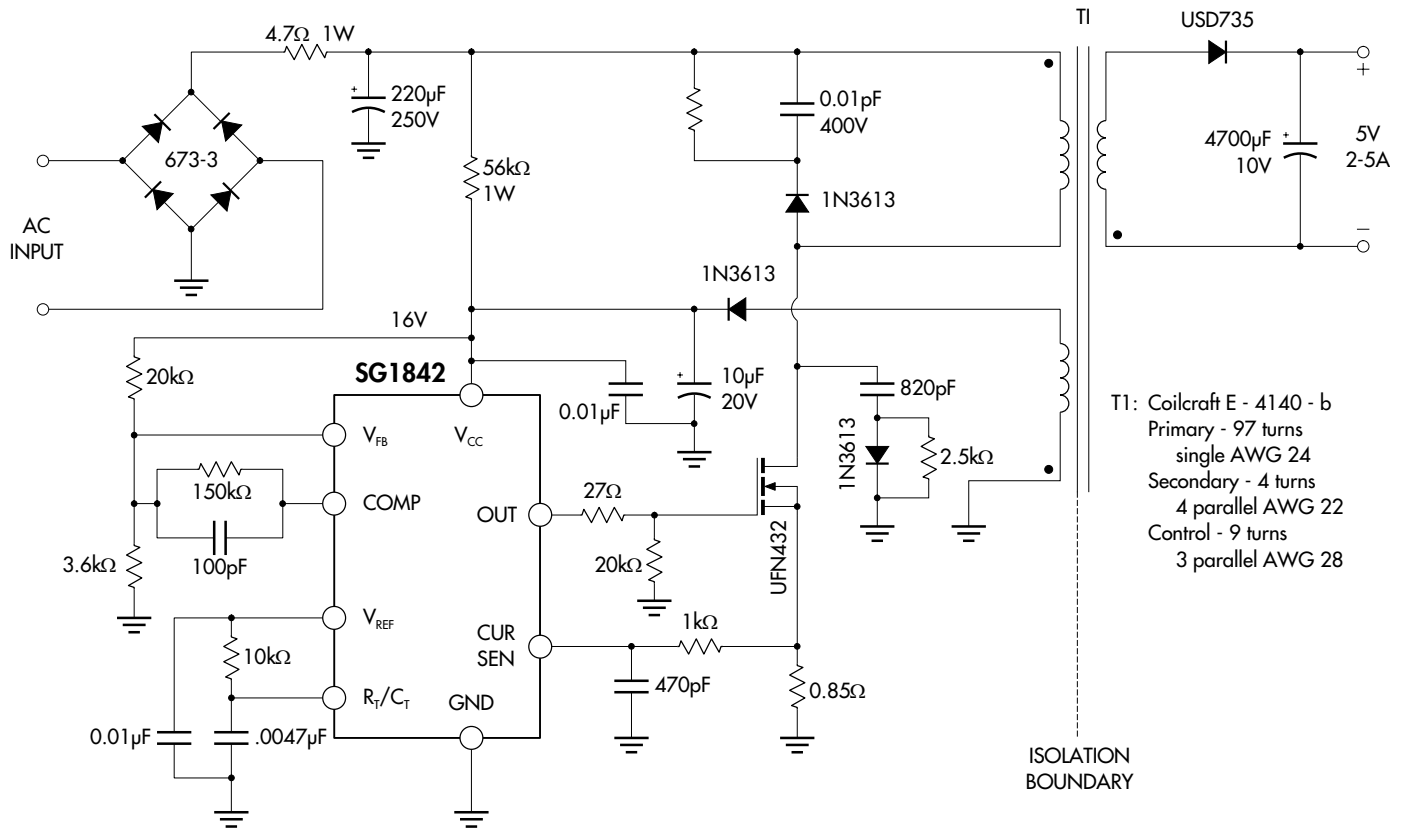 4.7Ω 1W
TI
USD735
+
220µF
250V
0.01pF
400V
673-3
56kΩ
1W
4700µF
10V
+
5V
2-5A
+
−
1N3613
AC
INPUT
1N3613
16V
20kΩ
SG1842
0.01µF
+
10µF
20V
820pF
1N3613
2.5kΩ
V_FB
V_CC
150kΩ
100pF
COMP
3.6kΩ
OUT
27Ω
20kΩ
UFN432
T1: Coilcraft E - 4140 - b
Primary - 97 turns
single AWG 24
Secondary - 4 turns
4 parallel AWG 22
Control - 9 turns
3 parallel AWG 28
V_REF
10kΩ
CUR
SEN
1kΩ
470pF
0.85Ω
R_T/C_T
GND
0.01µF
.0047µF
ISOLATION
BOUNDARY